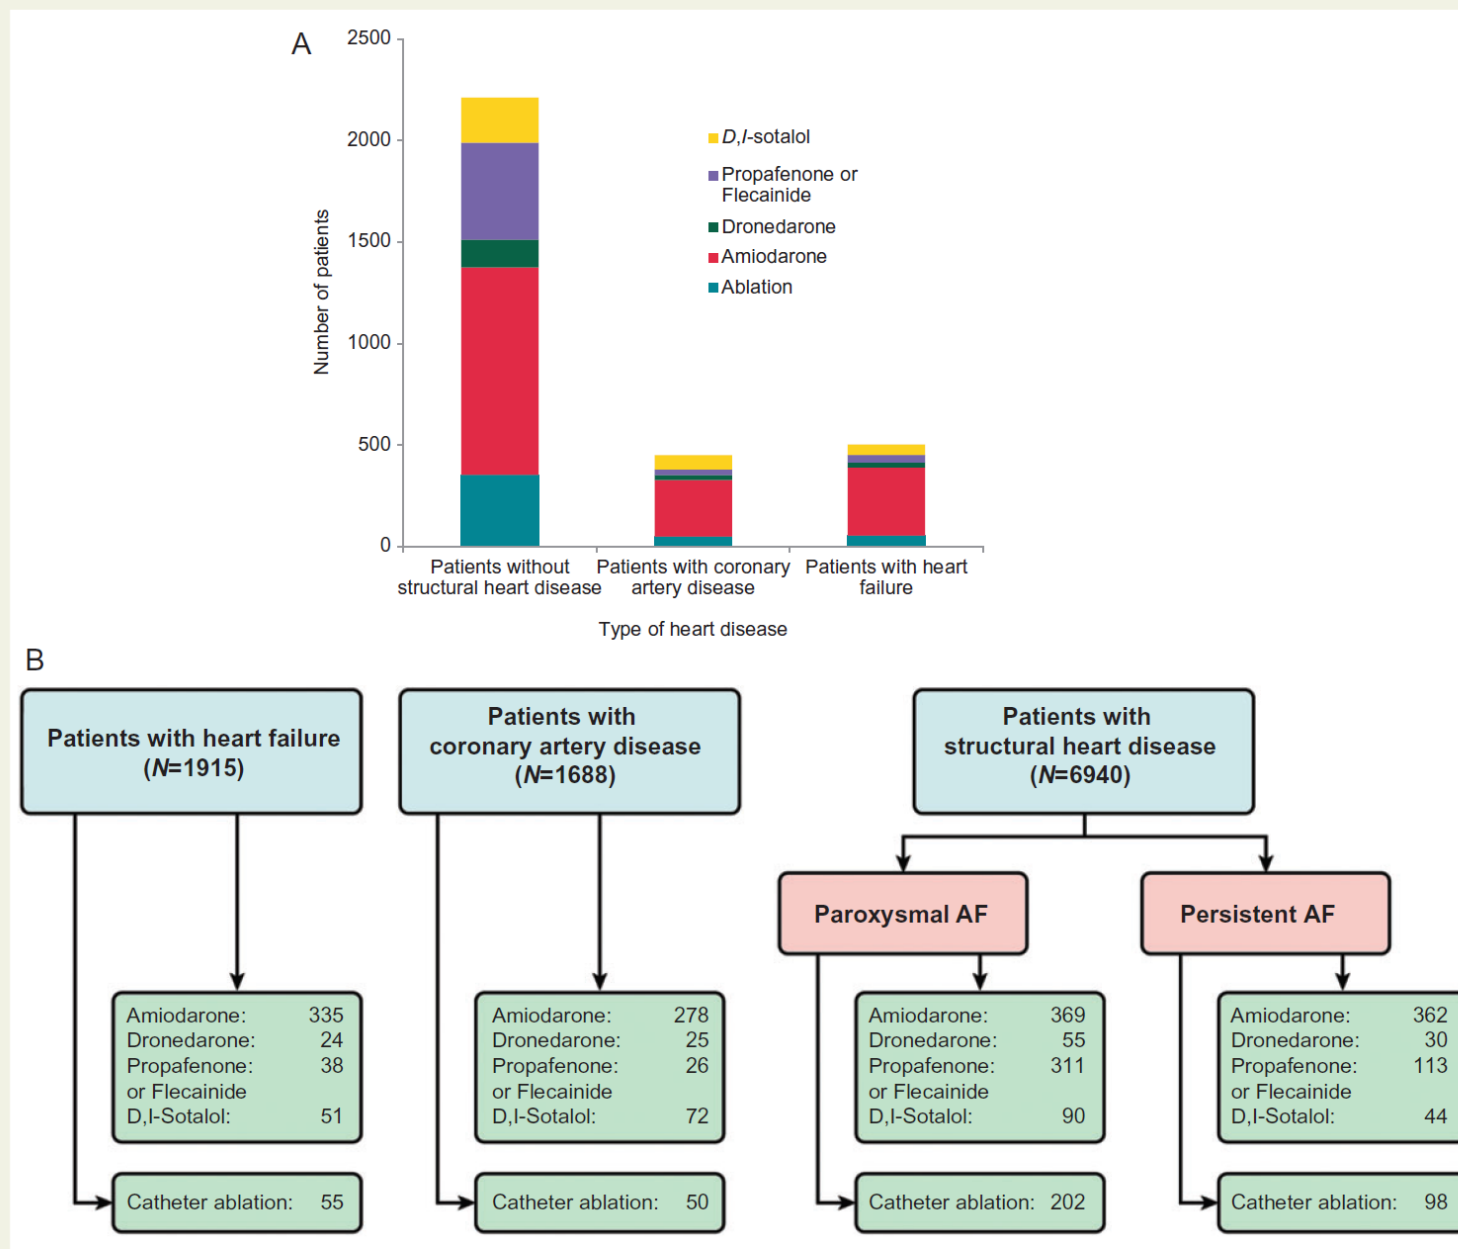 A
2500
2000
1500
1000
500
0
Number of patients
D,I-sotalol
Propafenone or
Flecainide
Dronedarone
Amiodarone
Ablation
Patients without
structural heart disease
Patients with coronary
artery disease
Patients with heart
failure
Type of heart disease
B
Patients with heart failure
(N=1915)
Amiodarone: 335
Dronedarone: 24
Propafenone: 38
or Flecainide
D,I-Sotalol: 51
Catheter ablation: 55
Patients with
coronary artery disease
(N=1688)
Amiodarone: 278
Dronedarone: 25
Propafenone: 26
or Flecainide
D,I-Sotalol: 72
Catheter ablation: 50
Patients with
structural heart disease
(N=6940)
Paroxysmal AF
Amiodarone: 369
Dronedarone: 55
Propafenone: 311
or Flecainide
D,I-Sotalol: 90
Catheter ablation: 202
Persistent AF
Amiodarone: 362
Dronedarone: 30
Propafenone: 113
or Flecainide
D,I-Sotalol: 44
Catheter ablation: 98